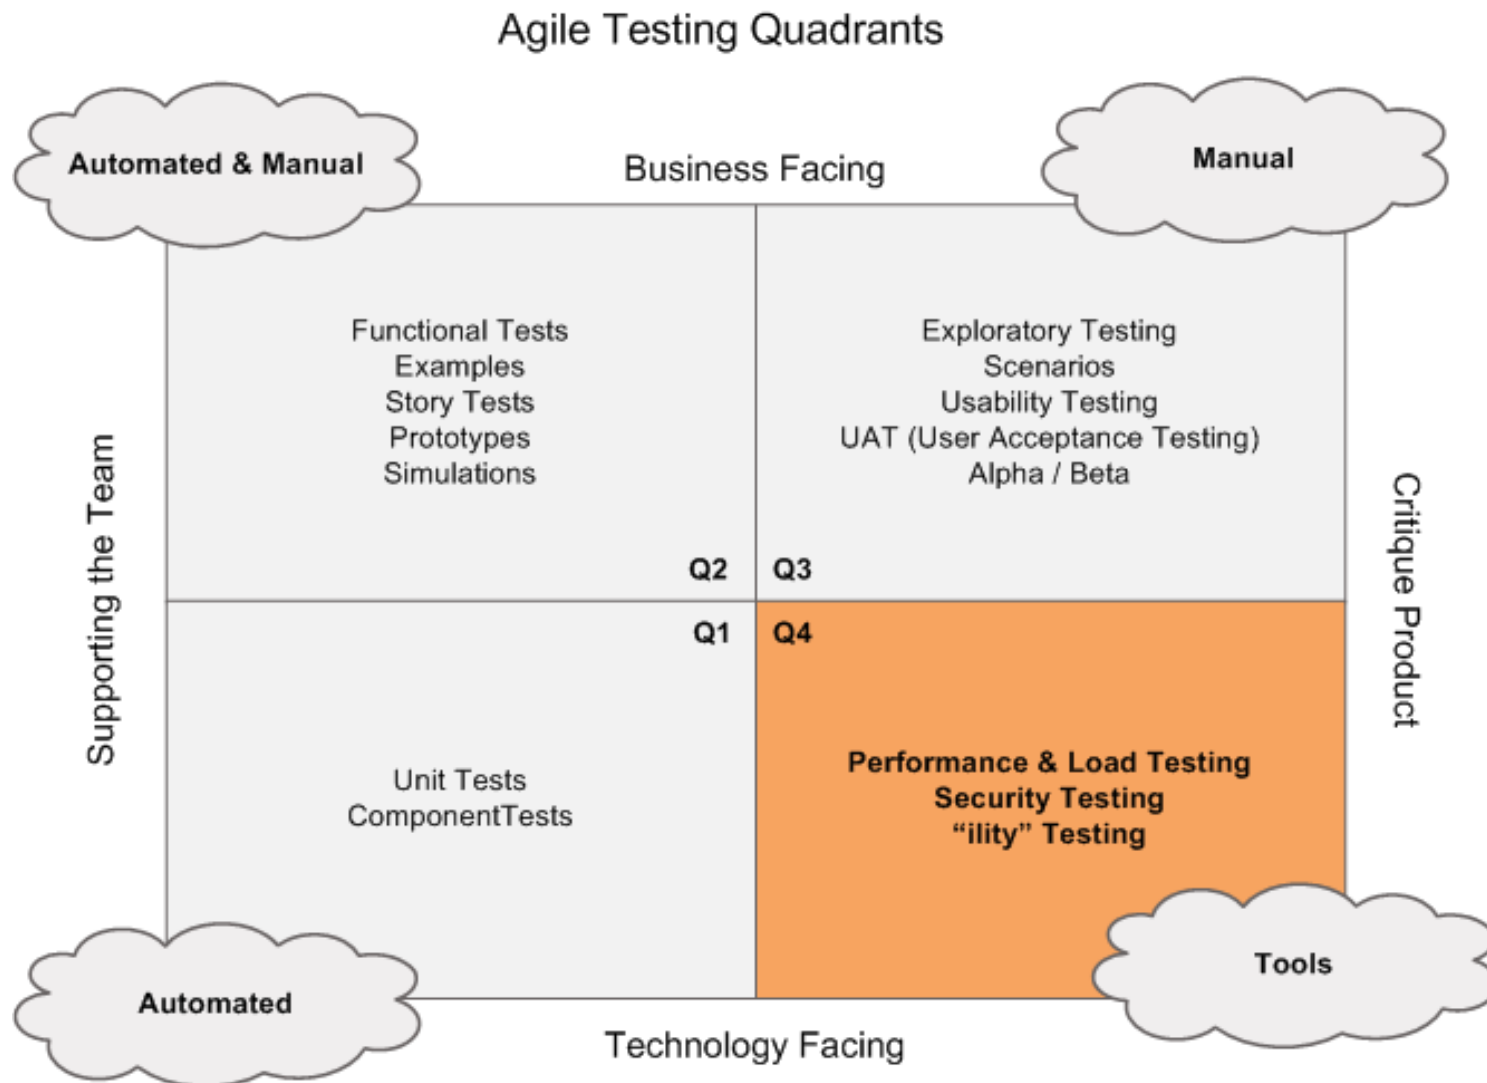 Agile Testing Quadrants
Automated & Manual
Business Facing
Manual
Functional Tests
Examples
Story Tests
Prototypes
Simulations
Q2
Exploratory Testing
Scenarios
Usability Testing
UAT (User Acceptance Testing)
Alpha / Beta
Q3
Supporting the Team
Critique Product
Q1
Unit Tests
ComponentTests
Q4
Performance & Load Testing
Security Testing
“ility” Testing
Automated
Technology Facing
Tools